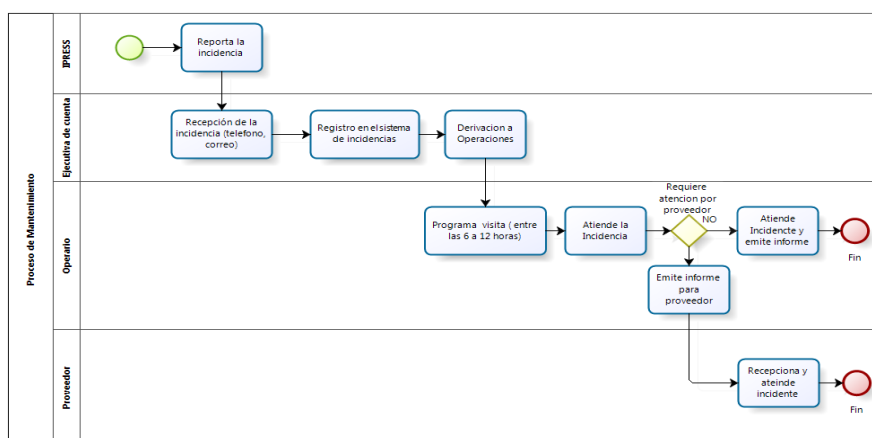 Proceso de Mantenimiento
IPRESS
Reporta la
incidencia
Ejecutiva de cuenta
Recepción de la
incidencia (telefono,
correo)
Registro en el sistema
de incidencias
Derivacion a
Operaciones
Operario
Programa visita ( entre
las 6 a 12 horas)
Atiende la
Incidencia
Requiere
atencion por
proveedor
NO
Atiende
Incidencte y
emite informe
Fin
Emite informe
para
proveedor
Proveedor
Recepciona y
ateinde
incidente
Fin